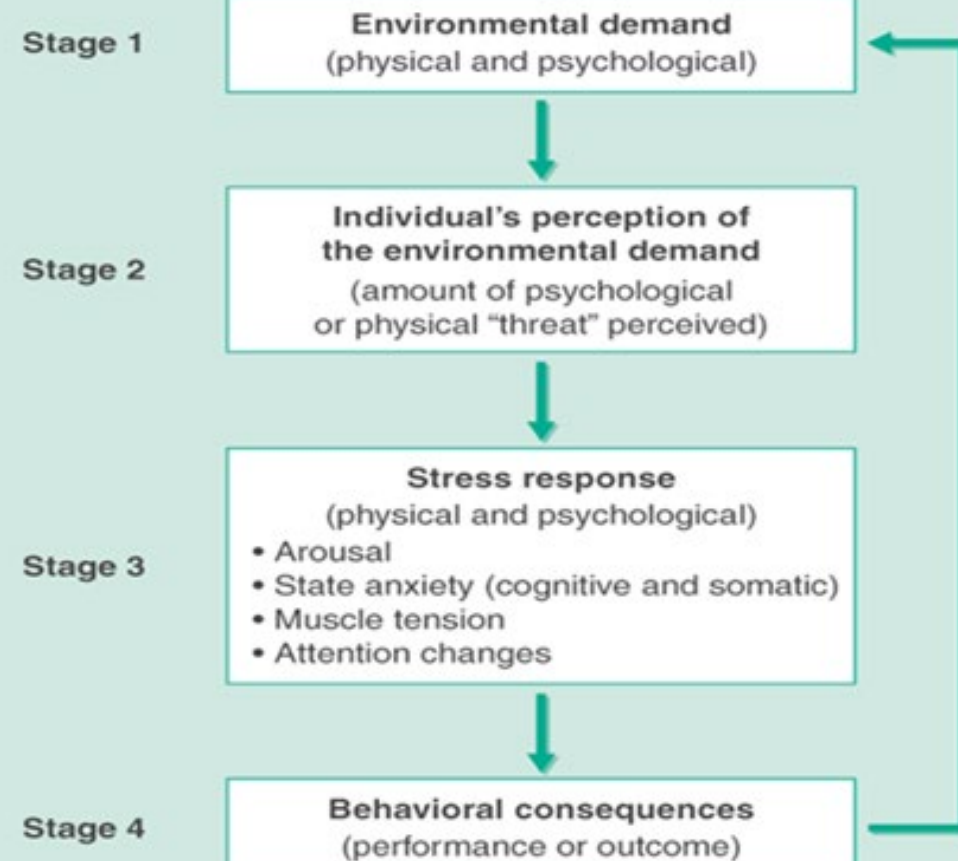 Stage 1
Environmental demand
(physical and psychological)
Stage 2
Individual's perception of
the environmental demand
(amount of psychological
or physical “threat” perceived)
Stage 3
Stress response
(physical and psychological)
• Arousal
• State anxiety (cognitive and somatic)
• Muscle tension
• Attention changes
Stage 4
Behavioral consequences
(performance or outcome)